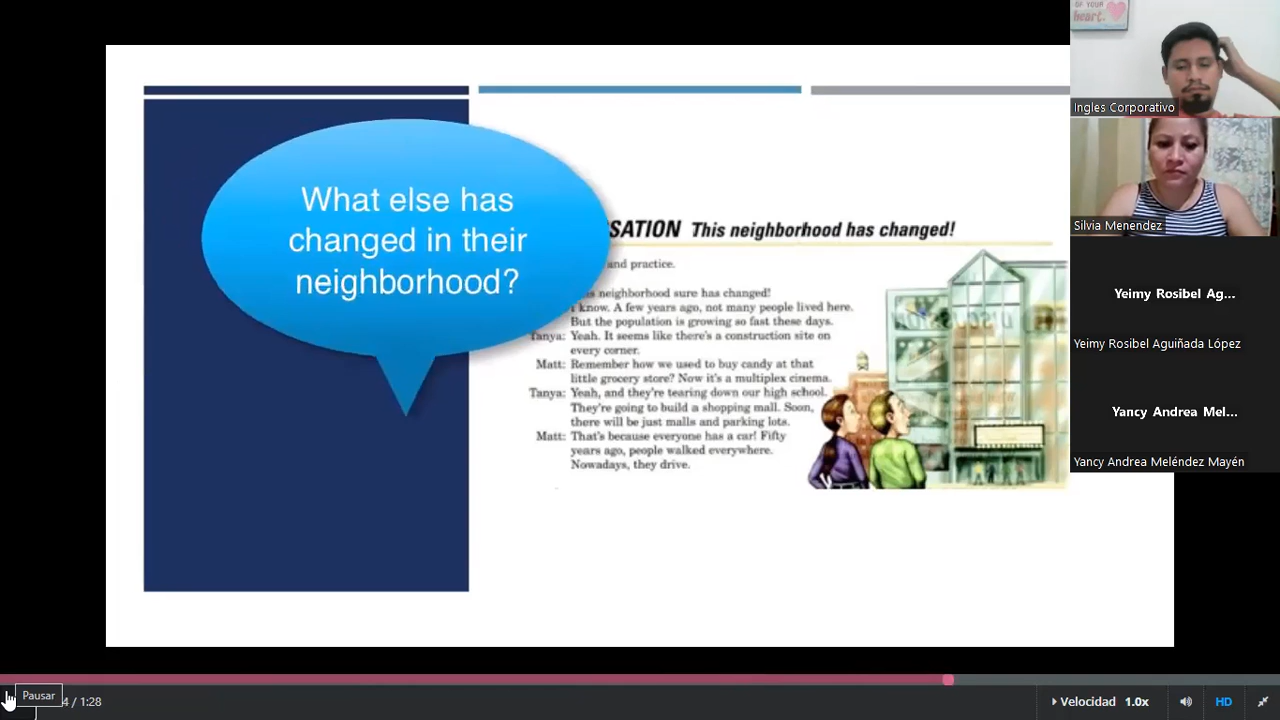 OF YOUR
heart.
Ingles Corporativo
Silvia Menendez
Yeimy Rosibel Ag...
Yeimy Rosibel Aguiñada López
Yancy Andrea Mel...
Yancy Andrea Meléndez Mayén
What else has
changed in their
neighborhood?
SATION This neighborhood has changed!
and practice.
neighborhood sure has changed!
know. A few years ago, not many people lived here.
But the population is growing so fast these days.
Tanya: Yeah. It seems like there's a construction site on
every corner.
Matt: Remember how we used to buy candy at that
little grocery store? Now it's a multiplex cinema.
Tanya: Yeah, and they're tearing down our high school.
They're going to build a shopping mall. Soon,
there will be just malls and parking lots.
Matt: That's because everyone has a car! Fifty
years ago, people walked everywhere.
Nowadays, they drive.
Pausar
4 / 1:28
Velocidad 1.0x
HD